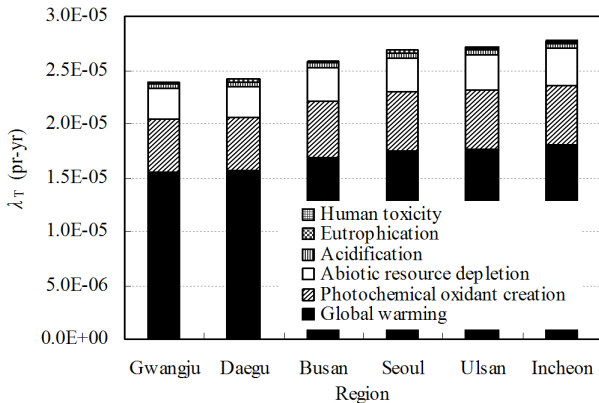 3.0E-05
2.5E-05
2.0E-05
1.5E-05
1.0E-05
5.0E-06
0.0E+00
λT (pr-yr)
Human toxicity
Eutrophication
Acidification
Abiotic resource depletion
Photochemical oxidant creation
Global warming
Gwangju Daegu Busan Seoul Ulsan Incheon
Region